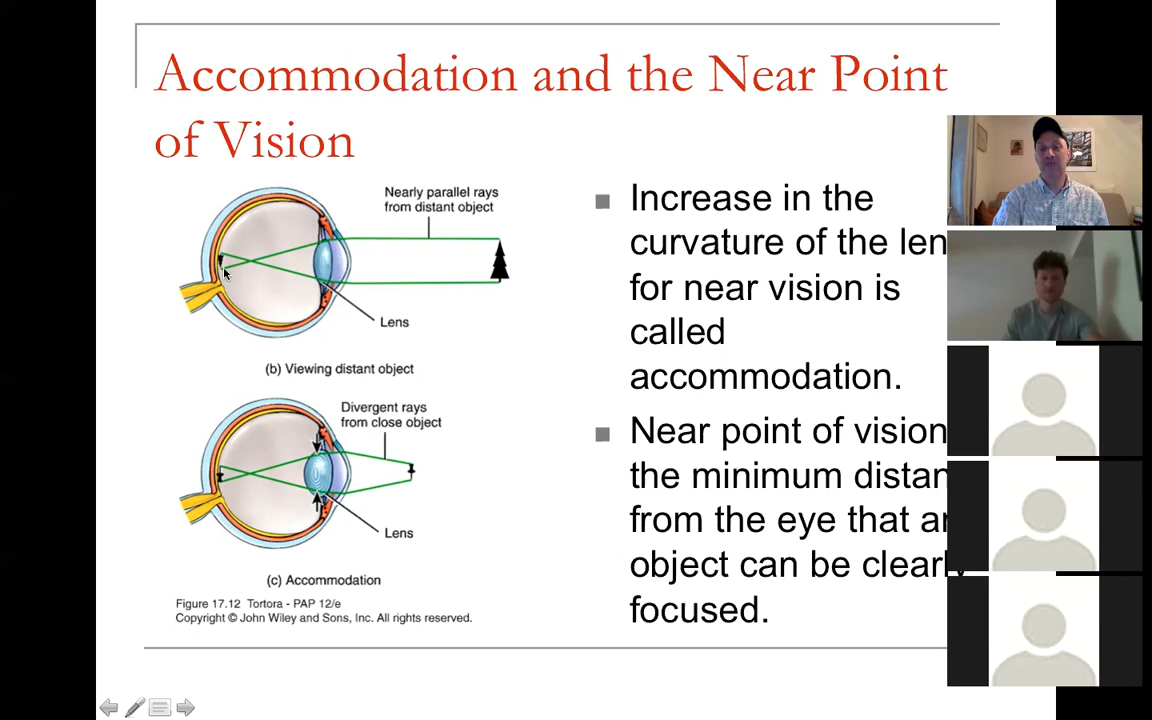 Accommodation and the Near Point
of Vision
Nearly parallel rays
from distant object
Lens
(b) Viewing distant object
Divergent rays
from close object
Lens
(c) Accommodation
Figure 17.12 Tortora - PAP 12/e
Copyright © John Wiley and Sons, Inc. All rights reserved.
Increase in the
curvature of the
for near vision is
called
accommodation.
Near point of vision
the minimum
from the eye that
object can be clearly
focused.